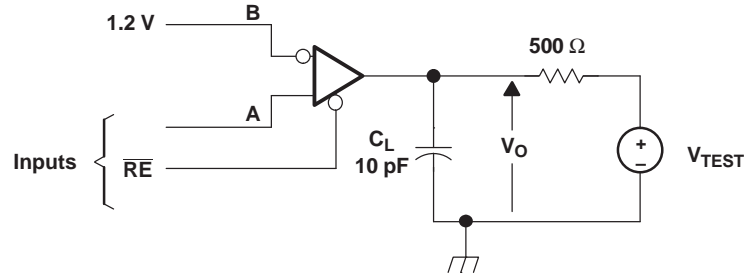 B
1.2 V
500 Ω
A
Inputs
RE
C_L
10 pF
V_O
+
–
V_TEST